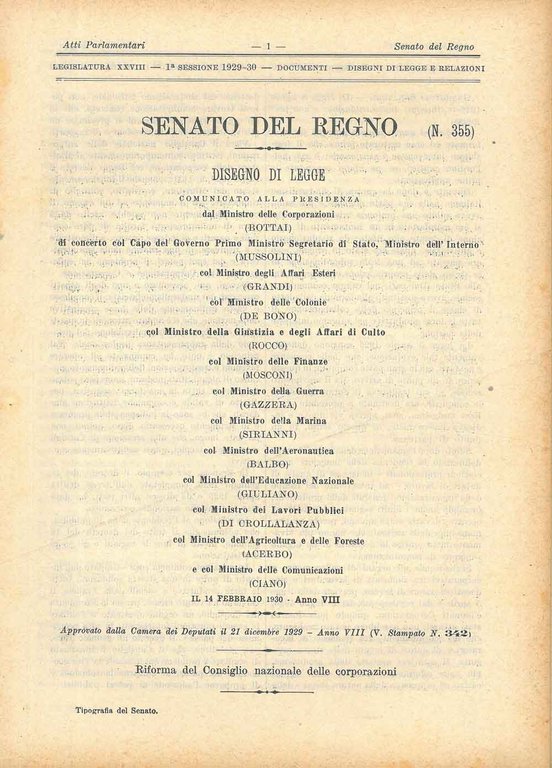 Atti Parlamentari — 1 — Senato del Regno
LEGISLATURA XXVIII — 1ª SESSIONE 1929-30 — DOCUMENTI — DISEGNI DI LEGGE E RELAZIONI
SENATO DEL REGNO (N. 355)
DISEGNO DI LEGGE
COMUNICATO ALLA PRESIDENZA
dal Ministro delle Corporazioni
(BOTTAI)
di concerto col Capo del Governo Primo Ministro Segretario di Stato, Ministro dell'Interno
(MUSSOLINI)
col Ministro degli Affari Esteri
(GRANDI)
col Ministro delle Colonie
(DE BONO)
col Ministro della Giustizia e degli Affari di Culto
(ROCCO)
col Ministro delle Finanze
(MOSCONI)
col Ministro della Guerra
(GAZZERA)
col Ministro della Marina
(SIRIANNI)
col Ministro dell'Aeronautica
(BALBO)
col Ministro dell'Educazione Nazionale
(GIULIANO)
col Ministro dei Lavori Pubblici
(DI CROLLALANZA)
col Ministro dell'Agricoltura e delle Foreste
(ACERBO)
e col Ministro delle Comunicazioni
(CIANO)
IL 14 FEBBRAIO 1930 - Anno VIII
Approvato dalla Camera dei Deputati il 21 dicembre 1929 - Anno VIII (V. Stampato N. 342)
Riforma del Consiglio nazionale delle corporazioni
Tipografia del Senato.